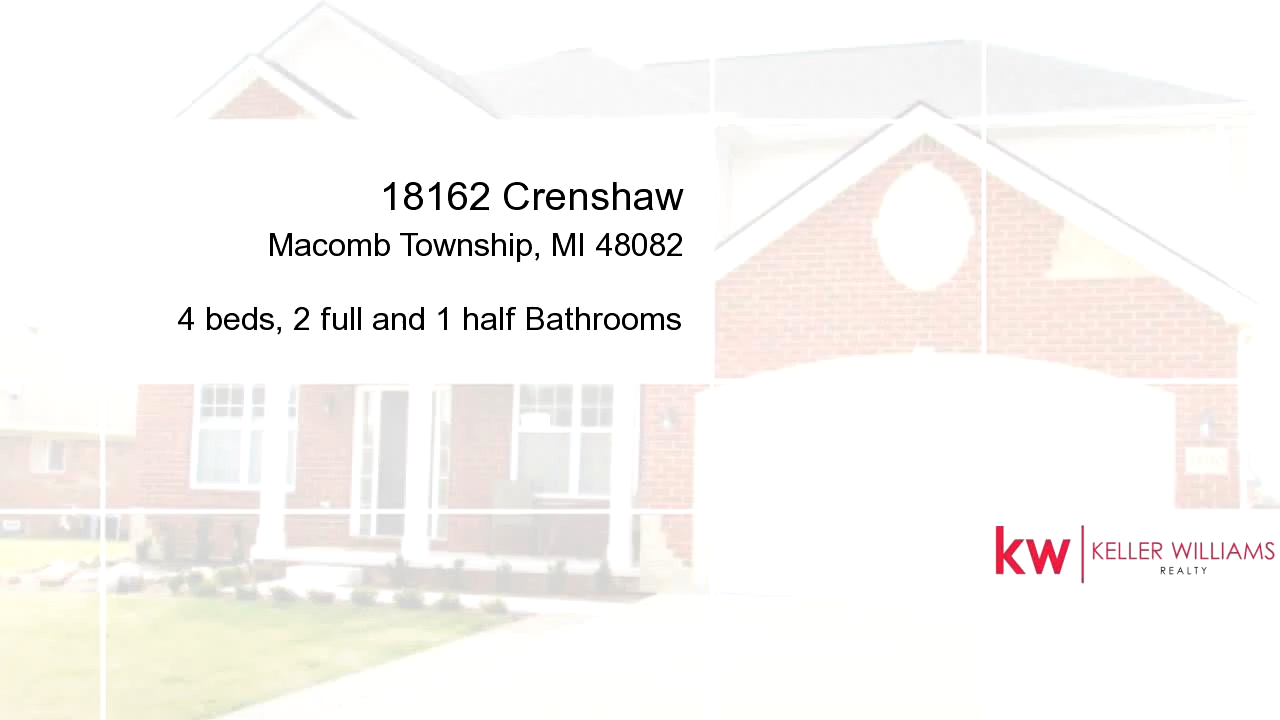 18162 Crenshaw
Macomb Township, MI 48082
4 beds, 2 full and 1 half Bathrooms
kw KELLER WILLIAMS
REALTY